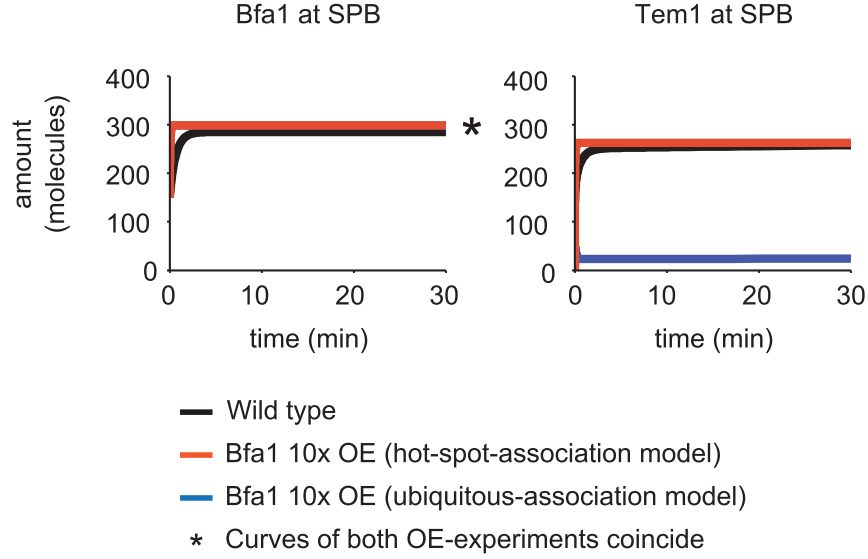 Bfa1 at SPB
Tem1 at SPB
amount
(molecules)
400
300
200
100
0
*
400
300
200
100
0
0 10 20 30
0 10 20 30
time (min)
time (min)
Wild type
Bfa1 10x OE (hot-spot-association model)
Bfa1 10x OE (ubiquitous-association model)
* Curves of both OE-experiments coincide